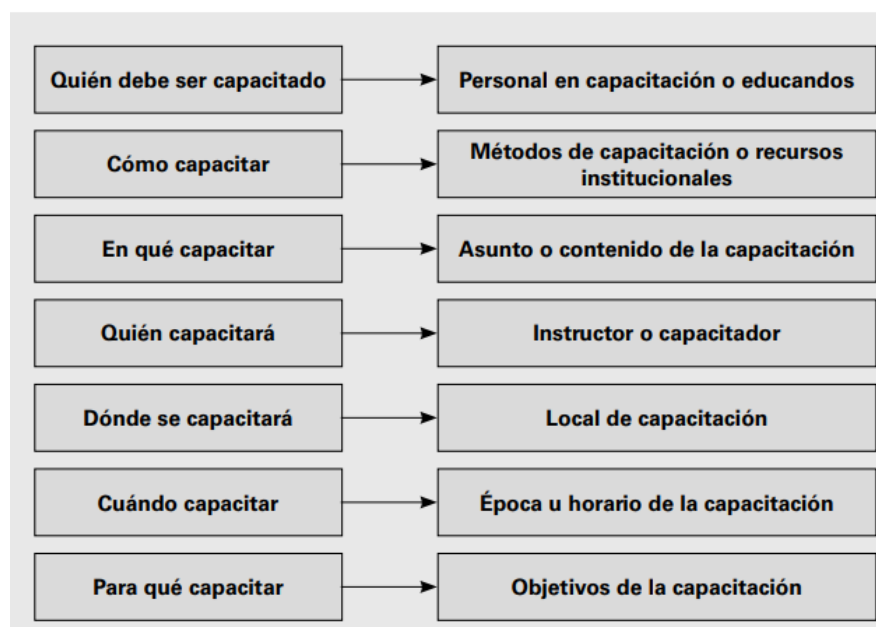 Quién debe ser capacitado
Personal en capacitación o educandos
Cómo capacitar
Métodos de capacitación o recursos
institucionales
En qué capacitar
Asunto o contenido de la capacitación
Quién capacitará
Instructor o capacitador
Dónde se capacitará
Local de capacitación
Cuándo capacitar
Época u horario de la capacitación
Para qué capacitar
Objetivos de la capacitación